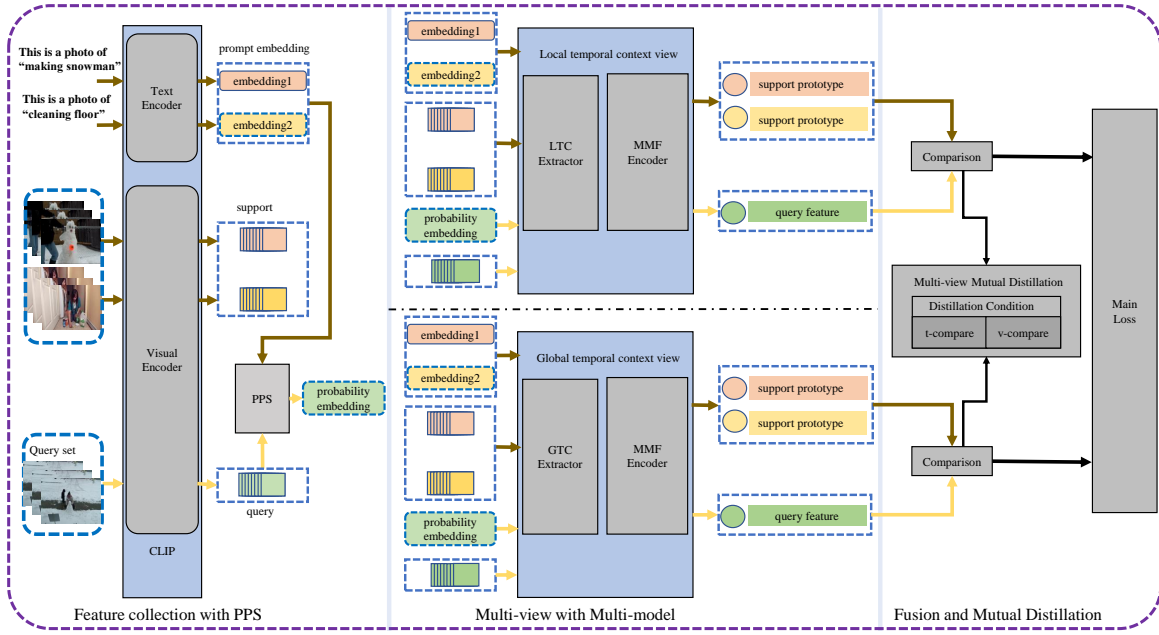 This is a photo of
“making snowman”
This is a photo of
“cleaning floor”
Text
Encoder
prompt embedding
embedding1
embedding2
support
Visual
Encoder
PPS
probability
embedding
Query set
query
CLIP
Feature collection with PPS
embedding1
embedding2
probability
embedding
Local temporal context view
LTC
Extractor
MMF
Encoder
support prototype
support prototype
query feature
embedding1
embedding2
probability
embedding
Global temporal context view
GTC
Extractor
MMF
Encoder
support prototype
support prototype
query feature
Multi-view with Multi-model
Comparison
Multi-view Mutual Distillation
Distillation Condition
t-compare
v-compare
Comparison
Main
Loss
Fusion and Mutual Distillation